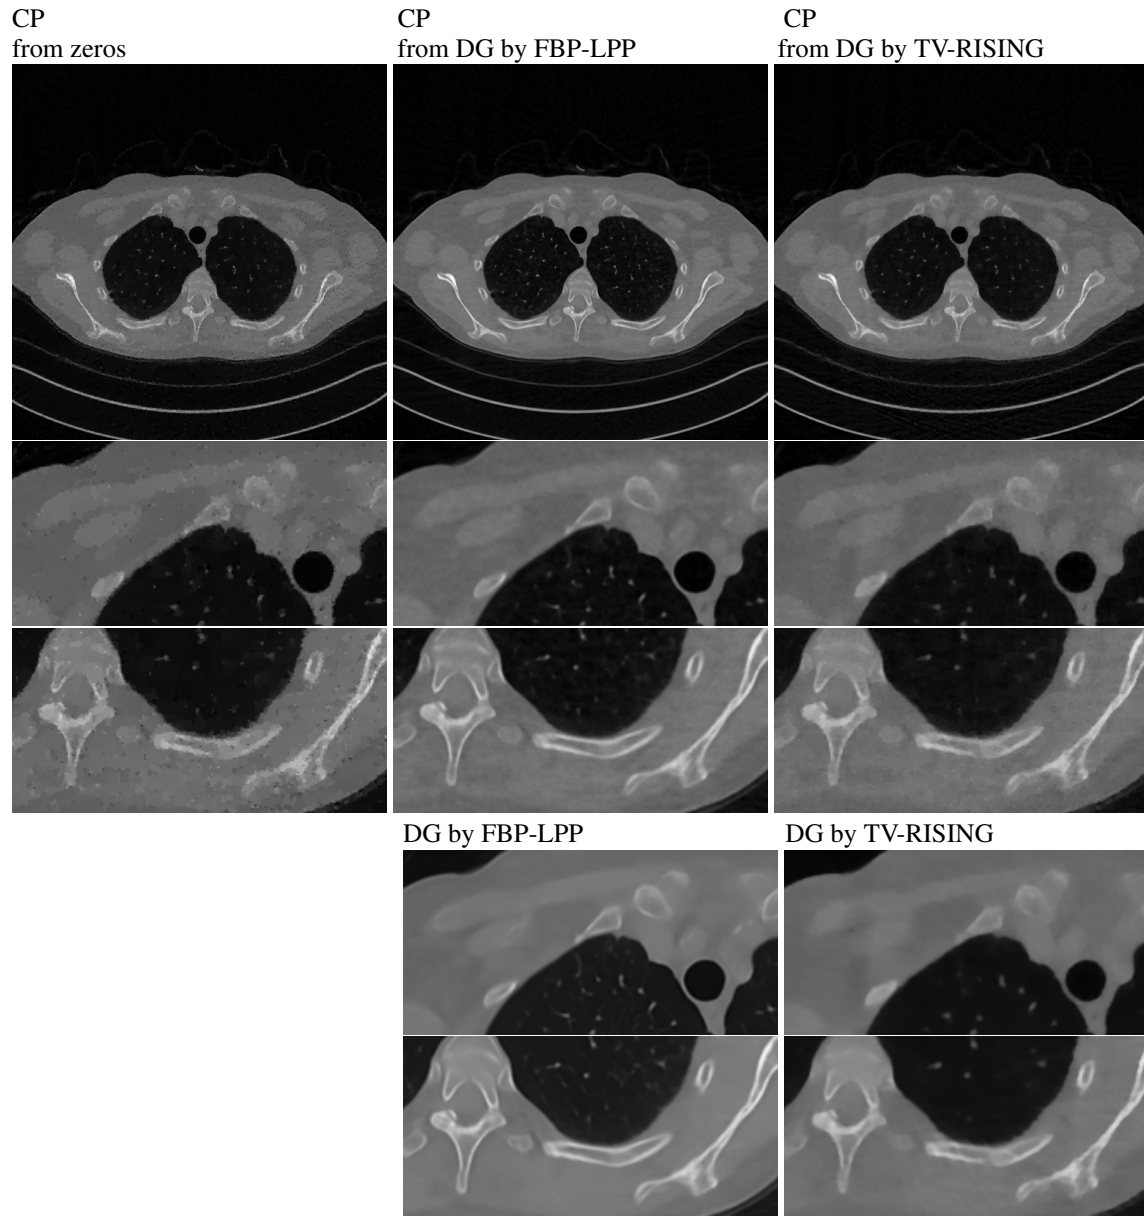 CP
from zeros
CP
from DG by FBP-LPP
CP
from DG by TV-RISING
DG by FBP-LPP
DG by TV-RISING